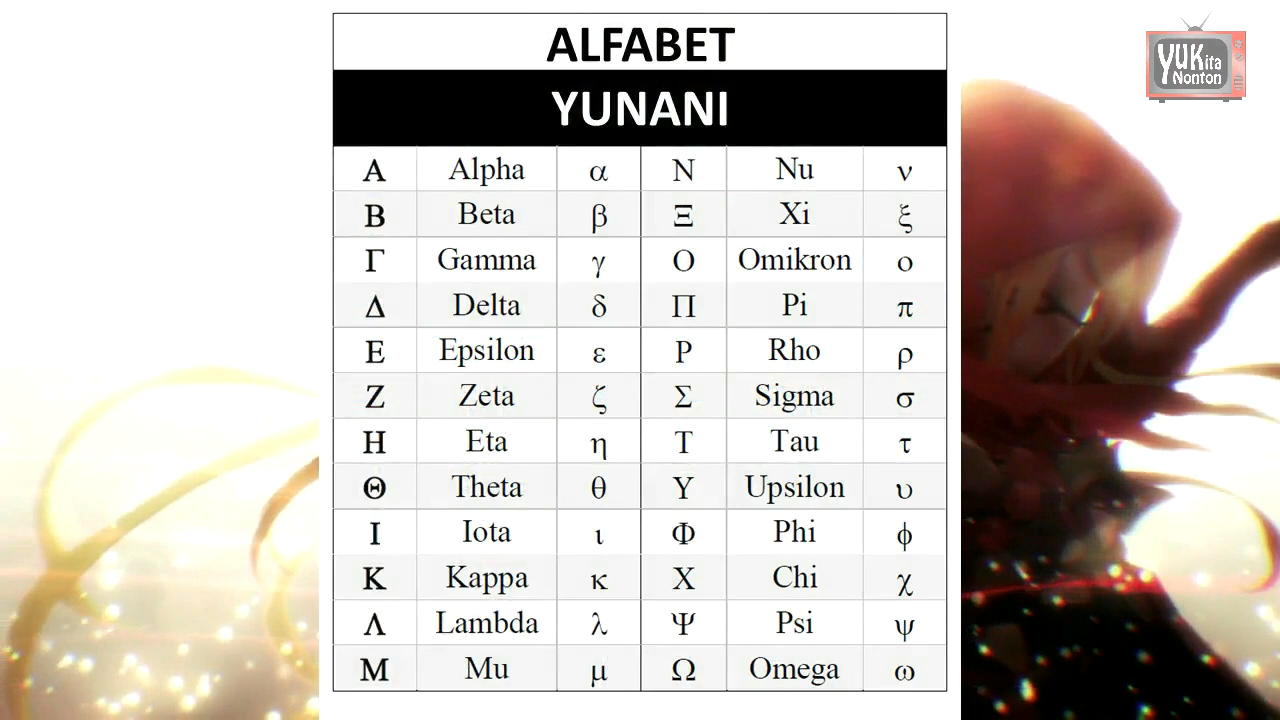 ALFABET
YUNANI
Α Alpha α Ν Nu ν
Β Beta β Ξ Xi ξ
Γ Gamma γ Ο Omikron ο
Δ Delta δ Π Pi π
Ε Epsilon ε Ρ Rho ρ
Ζ Zeta ζ Σ Sigma σ
Η Eta η Τ Tau τ
Θ Theta θ Υ Upsilon υ
Ι Iota ι Φ Phi ϕ
Κ Kappa κ Χ Chi χ
Λ Lambda λ Ψ Psi ψ
Μ Mu μ Ω Omega ω
YUKita
Nonton